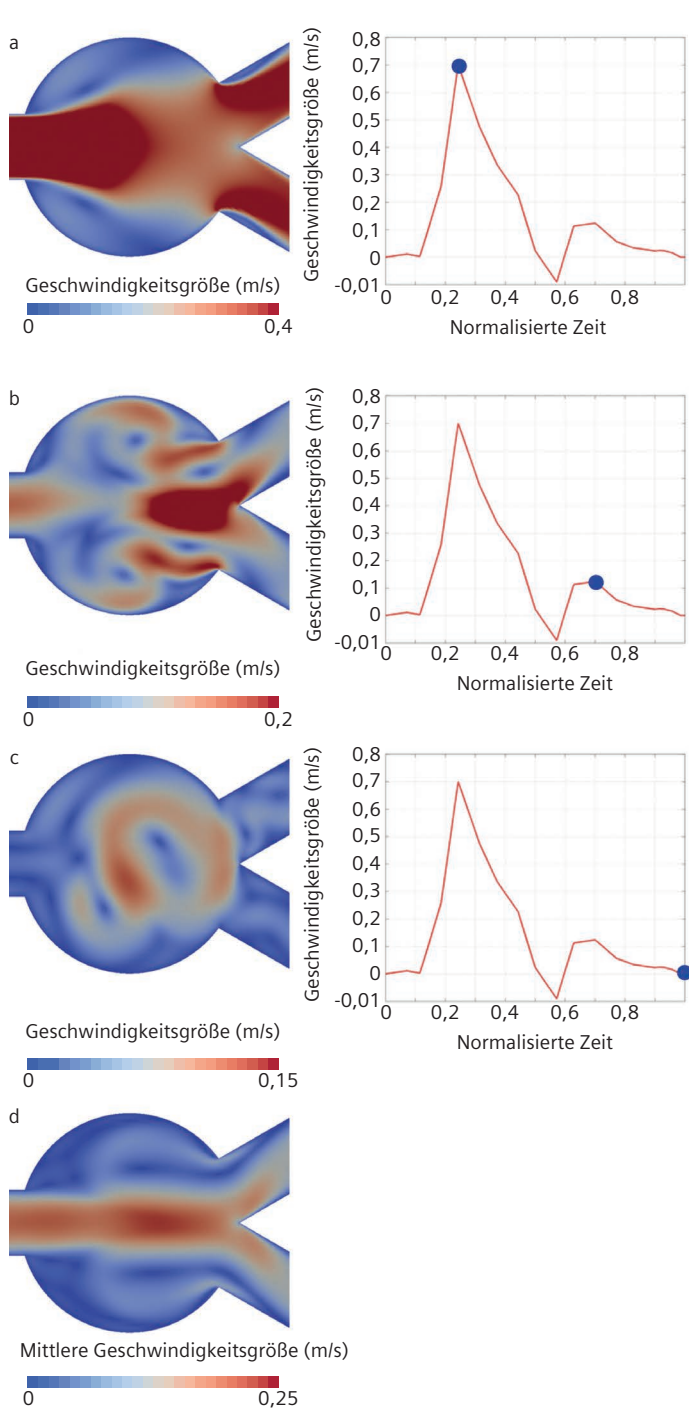 a
Geschwindigkeitsgröße (m/s)
0 0,4
Geschwindigkeitsgröße (m/s)
0,8
0,7
0,6
0,5
0,4
0,3
0,2
0,1
0
-0,01
0 0,2 0,4 0,6 0,8
Normalisierte Zeit
b
Geschwindigkeitsgröße (m/s)
0 0,2
Geschwindigkeitsgröße (m/s)
0,8
0,7
0,6
0,5
0,4
0,3
0,2
0,1
0
-0,01
0 0,2 0,4 0,6 0,8
Normalisierte Zeit
c
Geschwindigkeitsgröße (m/s)
0 0,15
Geschwindigkeitsgröße (m/s)
0,8
0,7
0,6
0,5
0,4
0,3
0,2
0,1
0
-0,01
0 0,2 0,4 0,6 0,8
Normalisierte Zeit
d
Mittlere Geschwindigkeitsgröße (m/s)
0 0,25